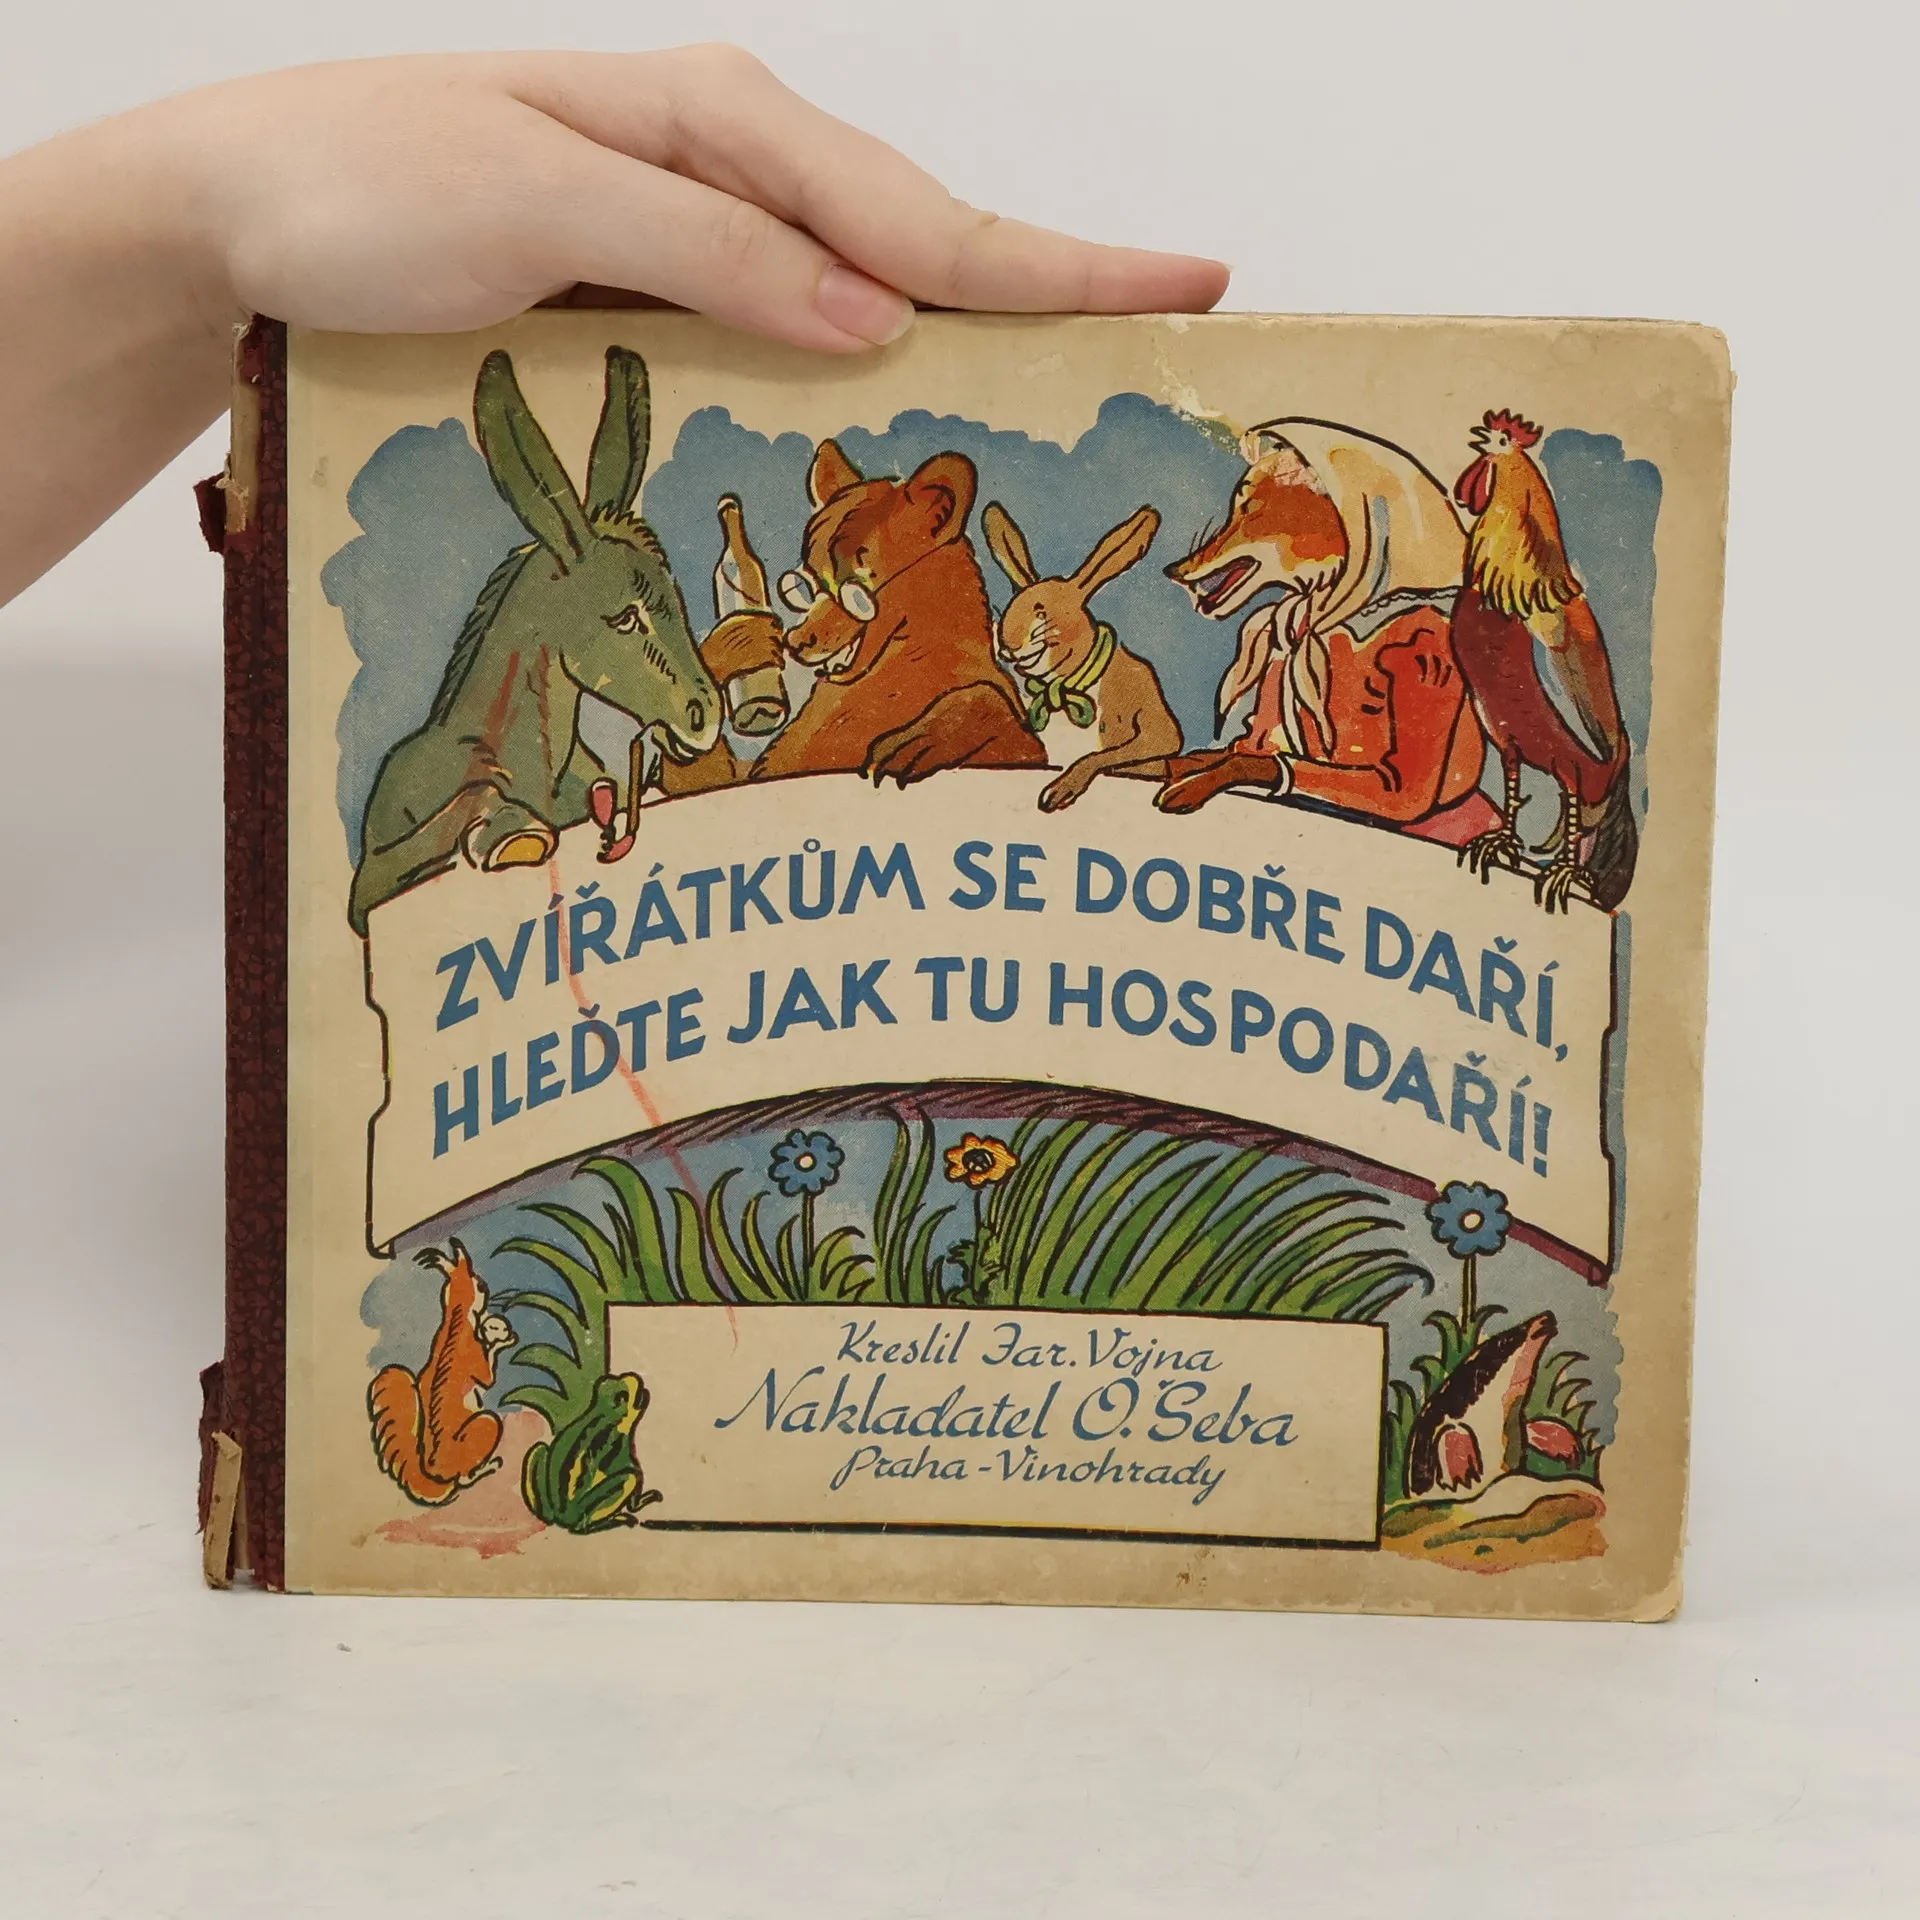 ZVÍŘÁTKŮM SE DOBŘE DAŘÍ,
HLEĎTE JAK TU HOSPODAŘÍ!
Kreslil Jar. Vojna
Nakladatel O. Šeba
Praha - Vinohrady